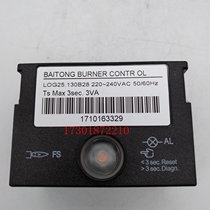 BAITONG BURNER CONTR OL
LOG25.130B28 220~240VAC 50/60Hz
Ts Max 3sec. 3VA
1710163329
17301872210
FS
AL
< 3 sec. Reset
> 3 sec. Diagn.